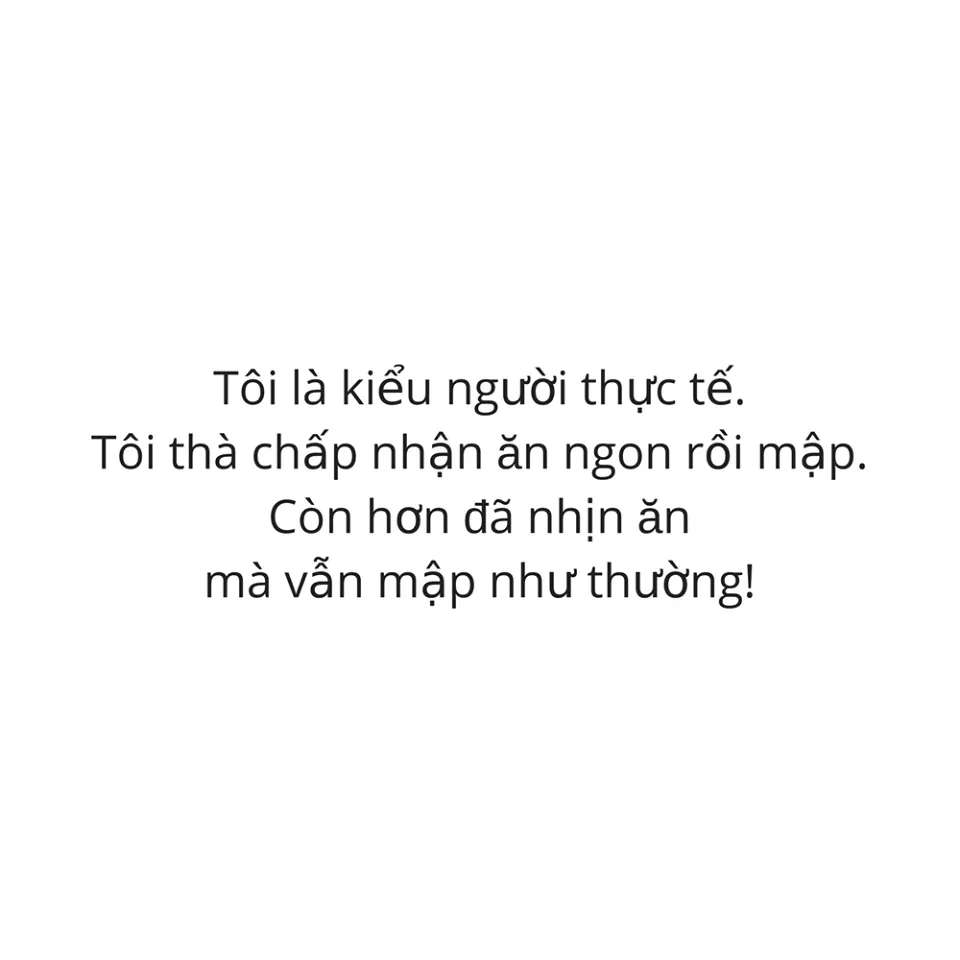 Tôi là kiểu người thực tế.
Tôi thà chấp nhận ăn ngon rồi mập.
Còn hơn đã nhịn ăn
mà vẫn mập như thường!